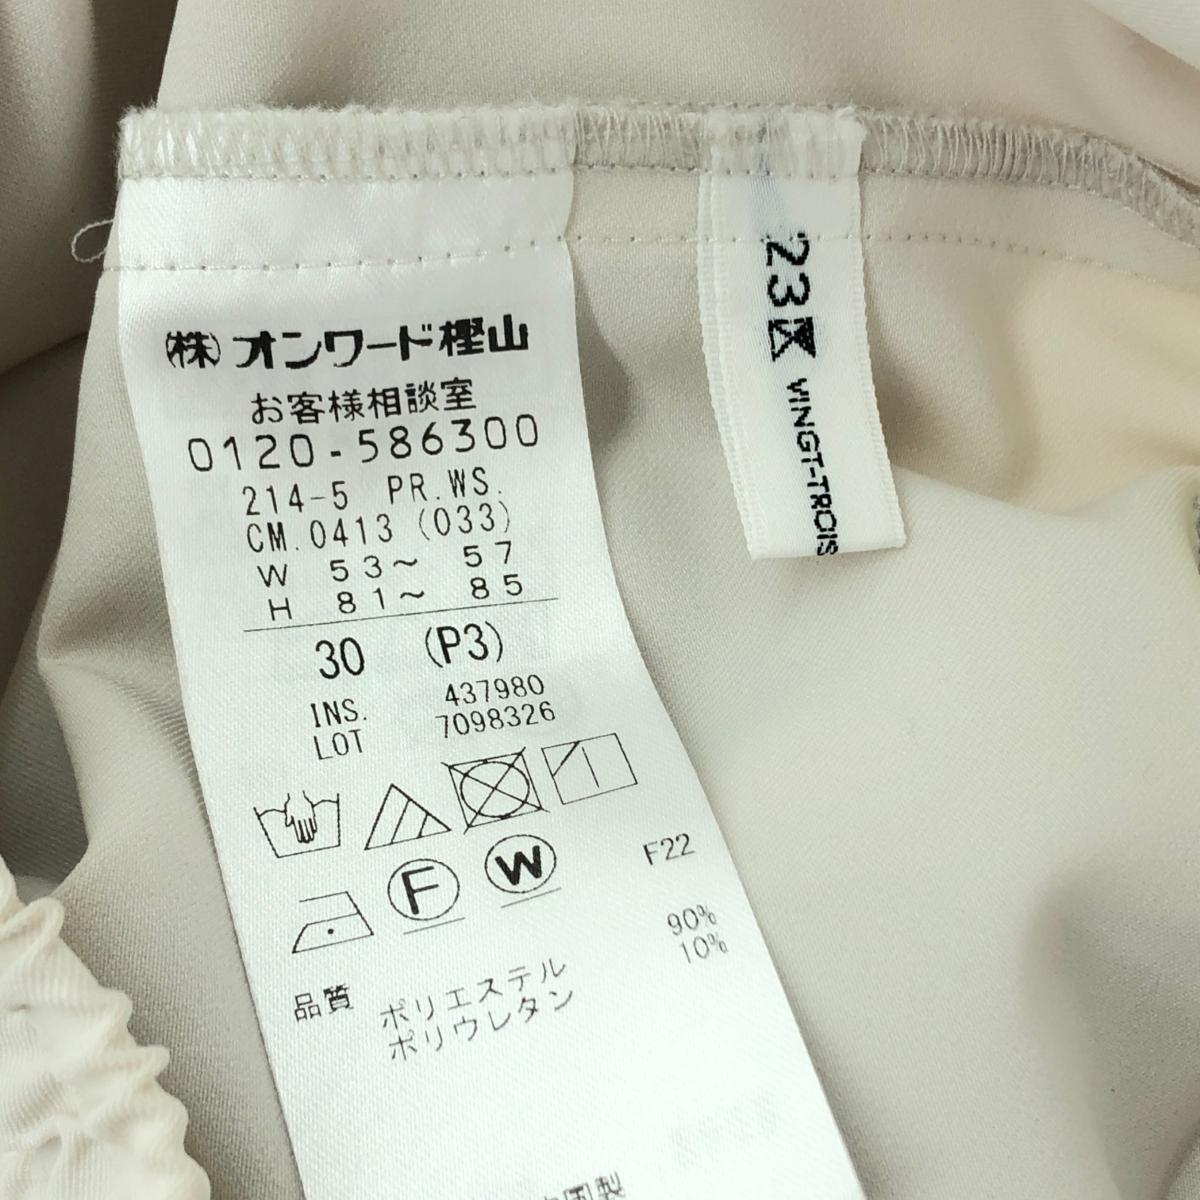 ㈱オンワード樫山
お客様相談室
0120-586300
214-5 PR.WS.
CM.0413 (033)
W 53~ 57
H 81~ 85
30 (P3)
INS. 437980
LOT 7098326
F
W
F22
品質 ポリエステル 90%
ポリウレタン 10%
国製
23区 VINGT-TROIS